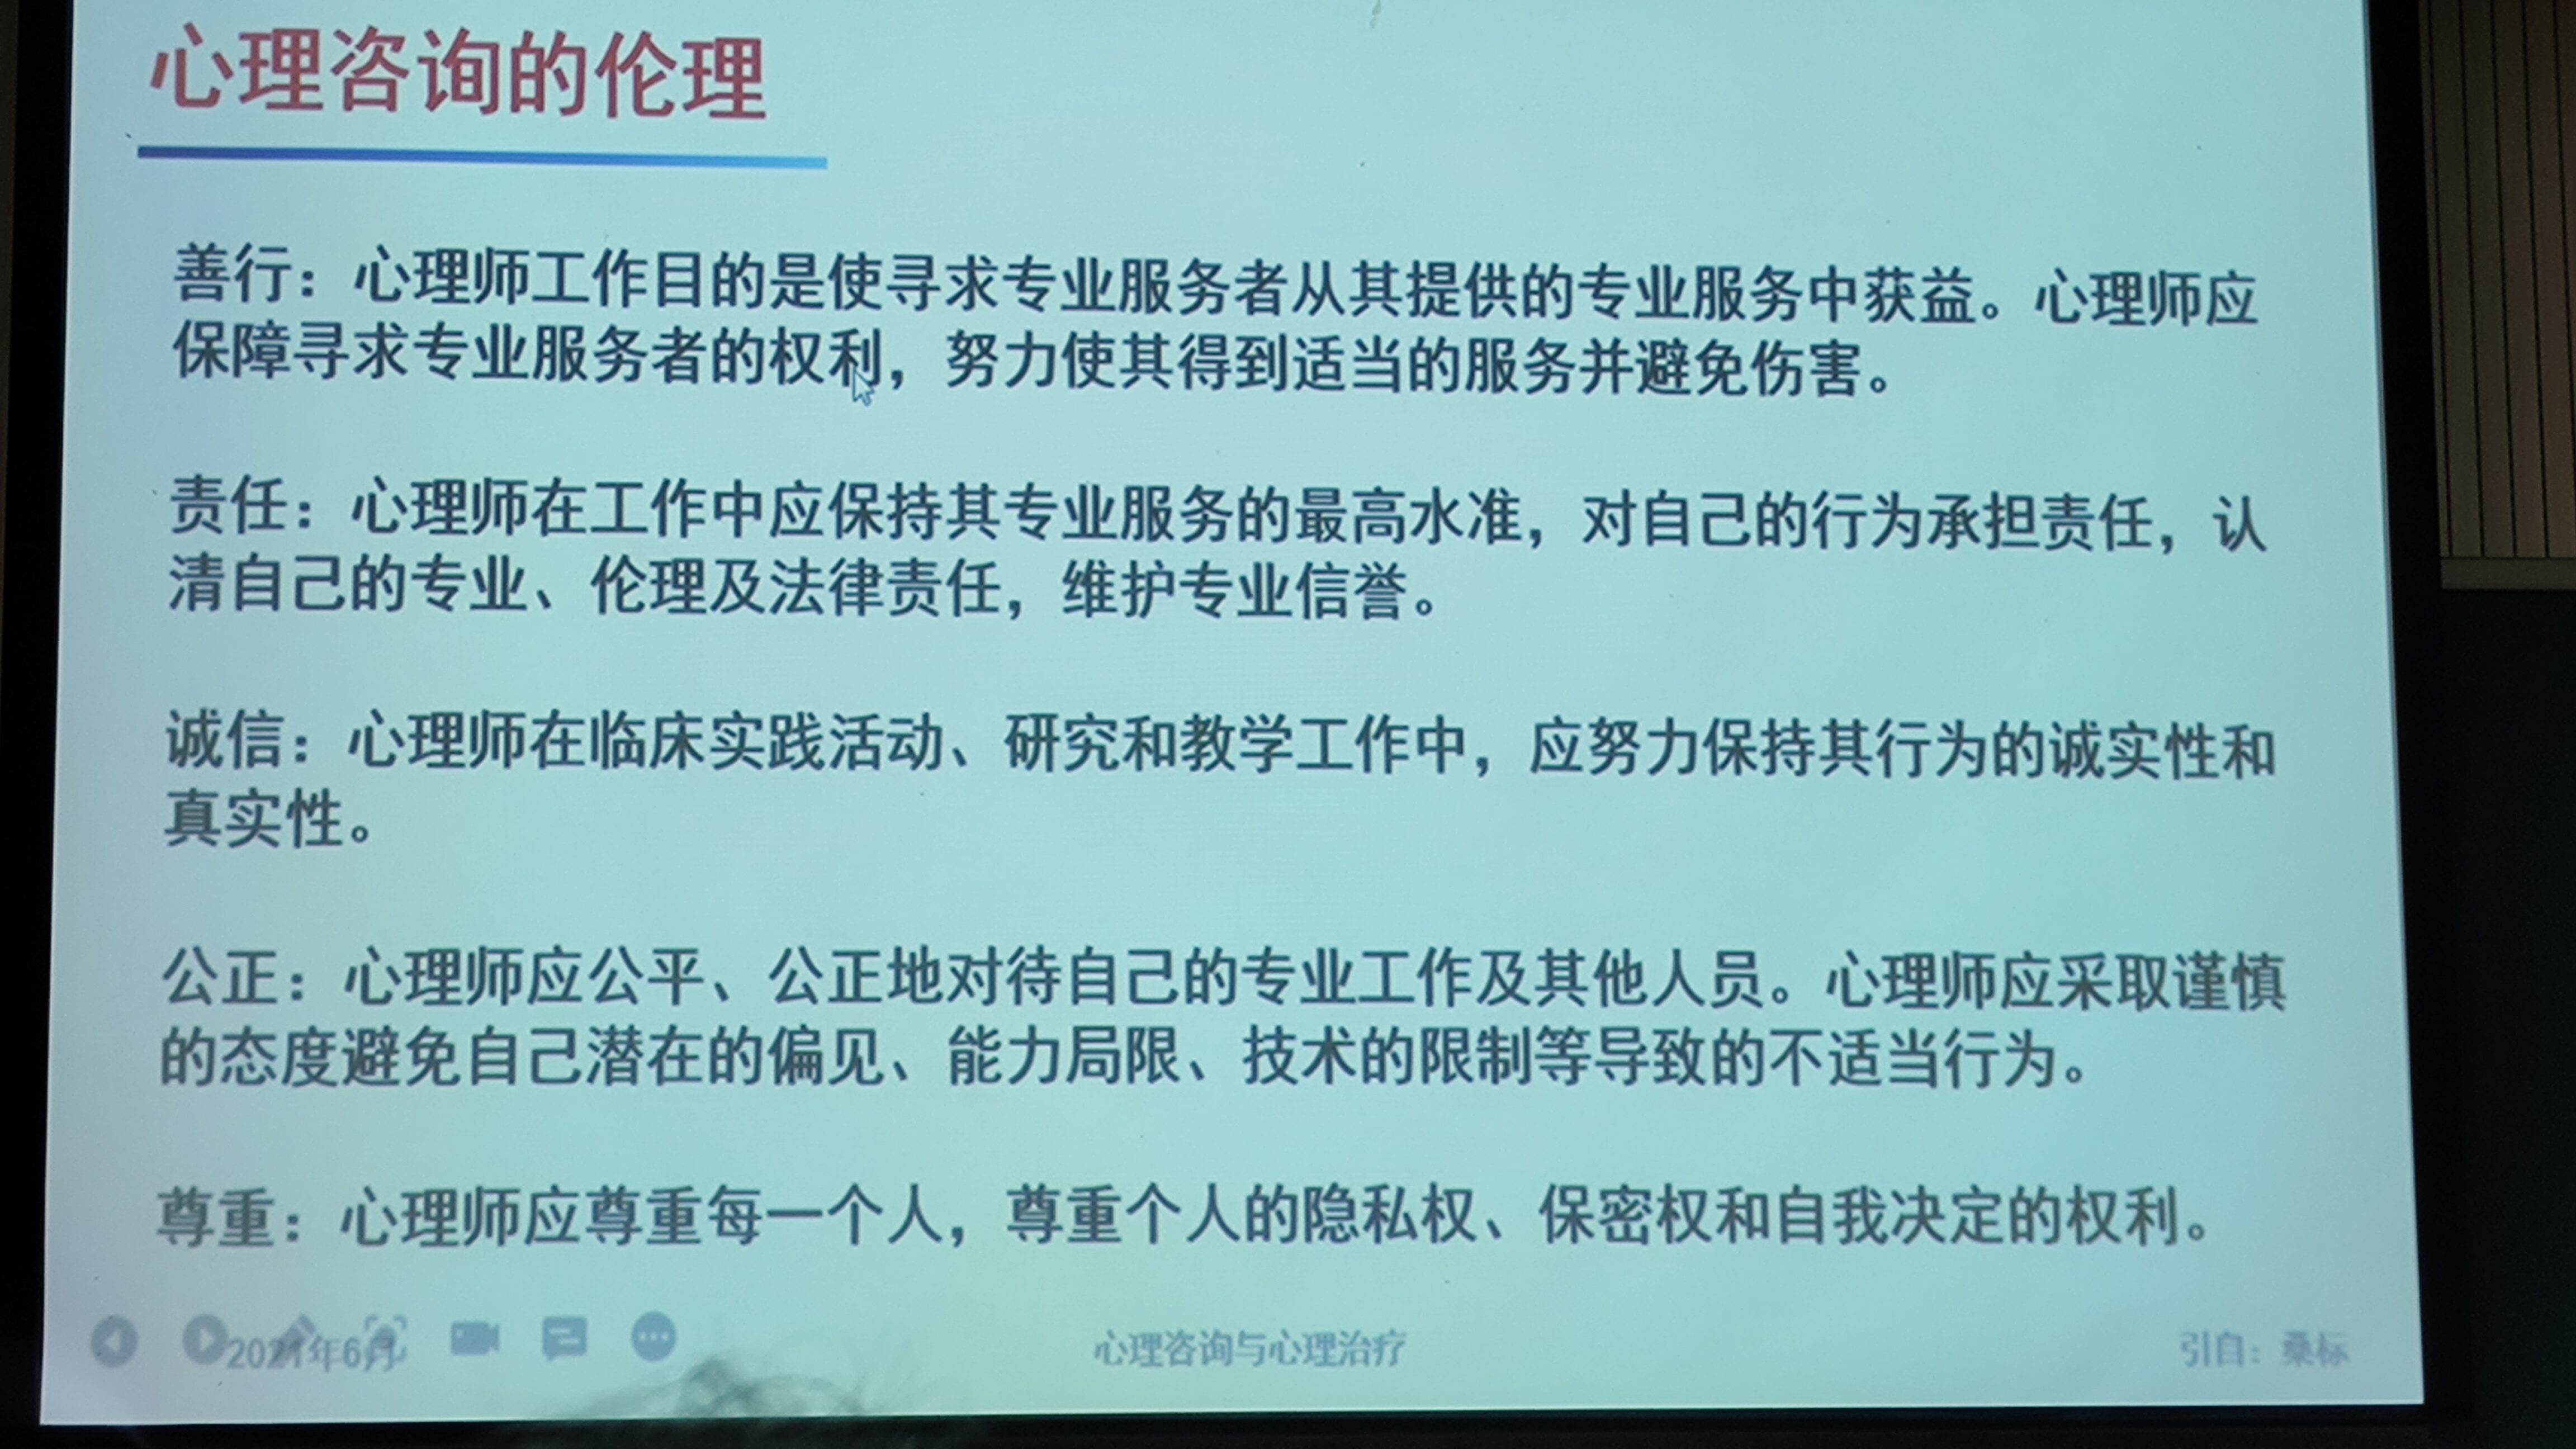 心理咨询的伦理
善行：心理师工作目的是使寻求专业服务者从其提供的专业服务中获益。心理师应
保障寻求专业服务者的权利，努力使其得到适当的服务并避免伤害。
责任：心理师在工作中应保持其专业服务的最高水准，对自己的行为承担责任，认
清自己的专业、伦理及法律责任，维护专业信誉。
诚信：心理师在临床实践活动、研究和教学工作中，应努力保持其行为的诚实性和
真实性。
公正：心理师应公平、公正地对待自己的专业工作及其他人员。心理师应采取谨慎
的态度避免自己潜在的偏见、能力局限、技术的限制等导致的不适当行为。
尊重：心理师应尊重每一个人，尊重个人的隐私权、保密权和自我决定的权利。
2021年6月
心理咨询与心理治疗
引自：桑标